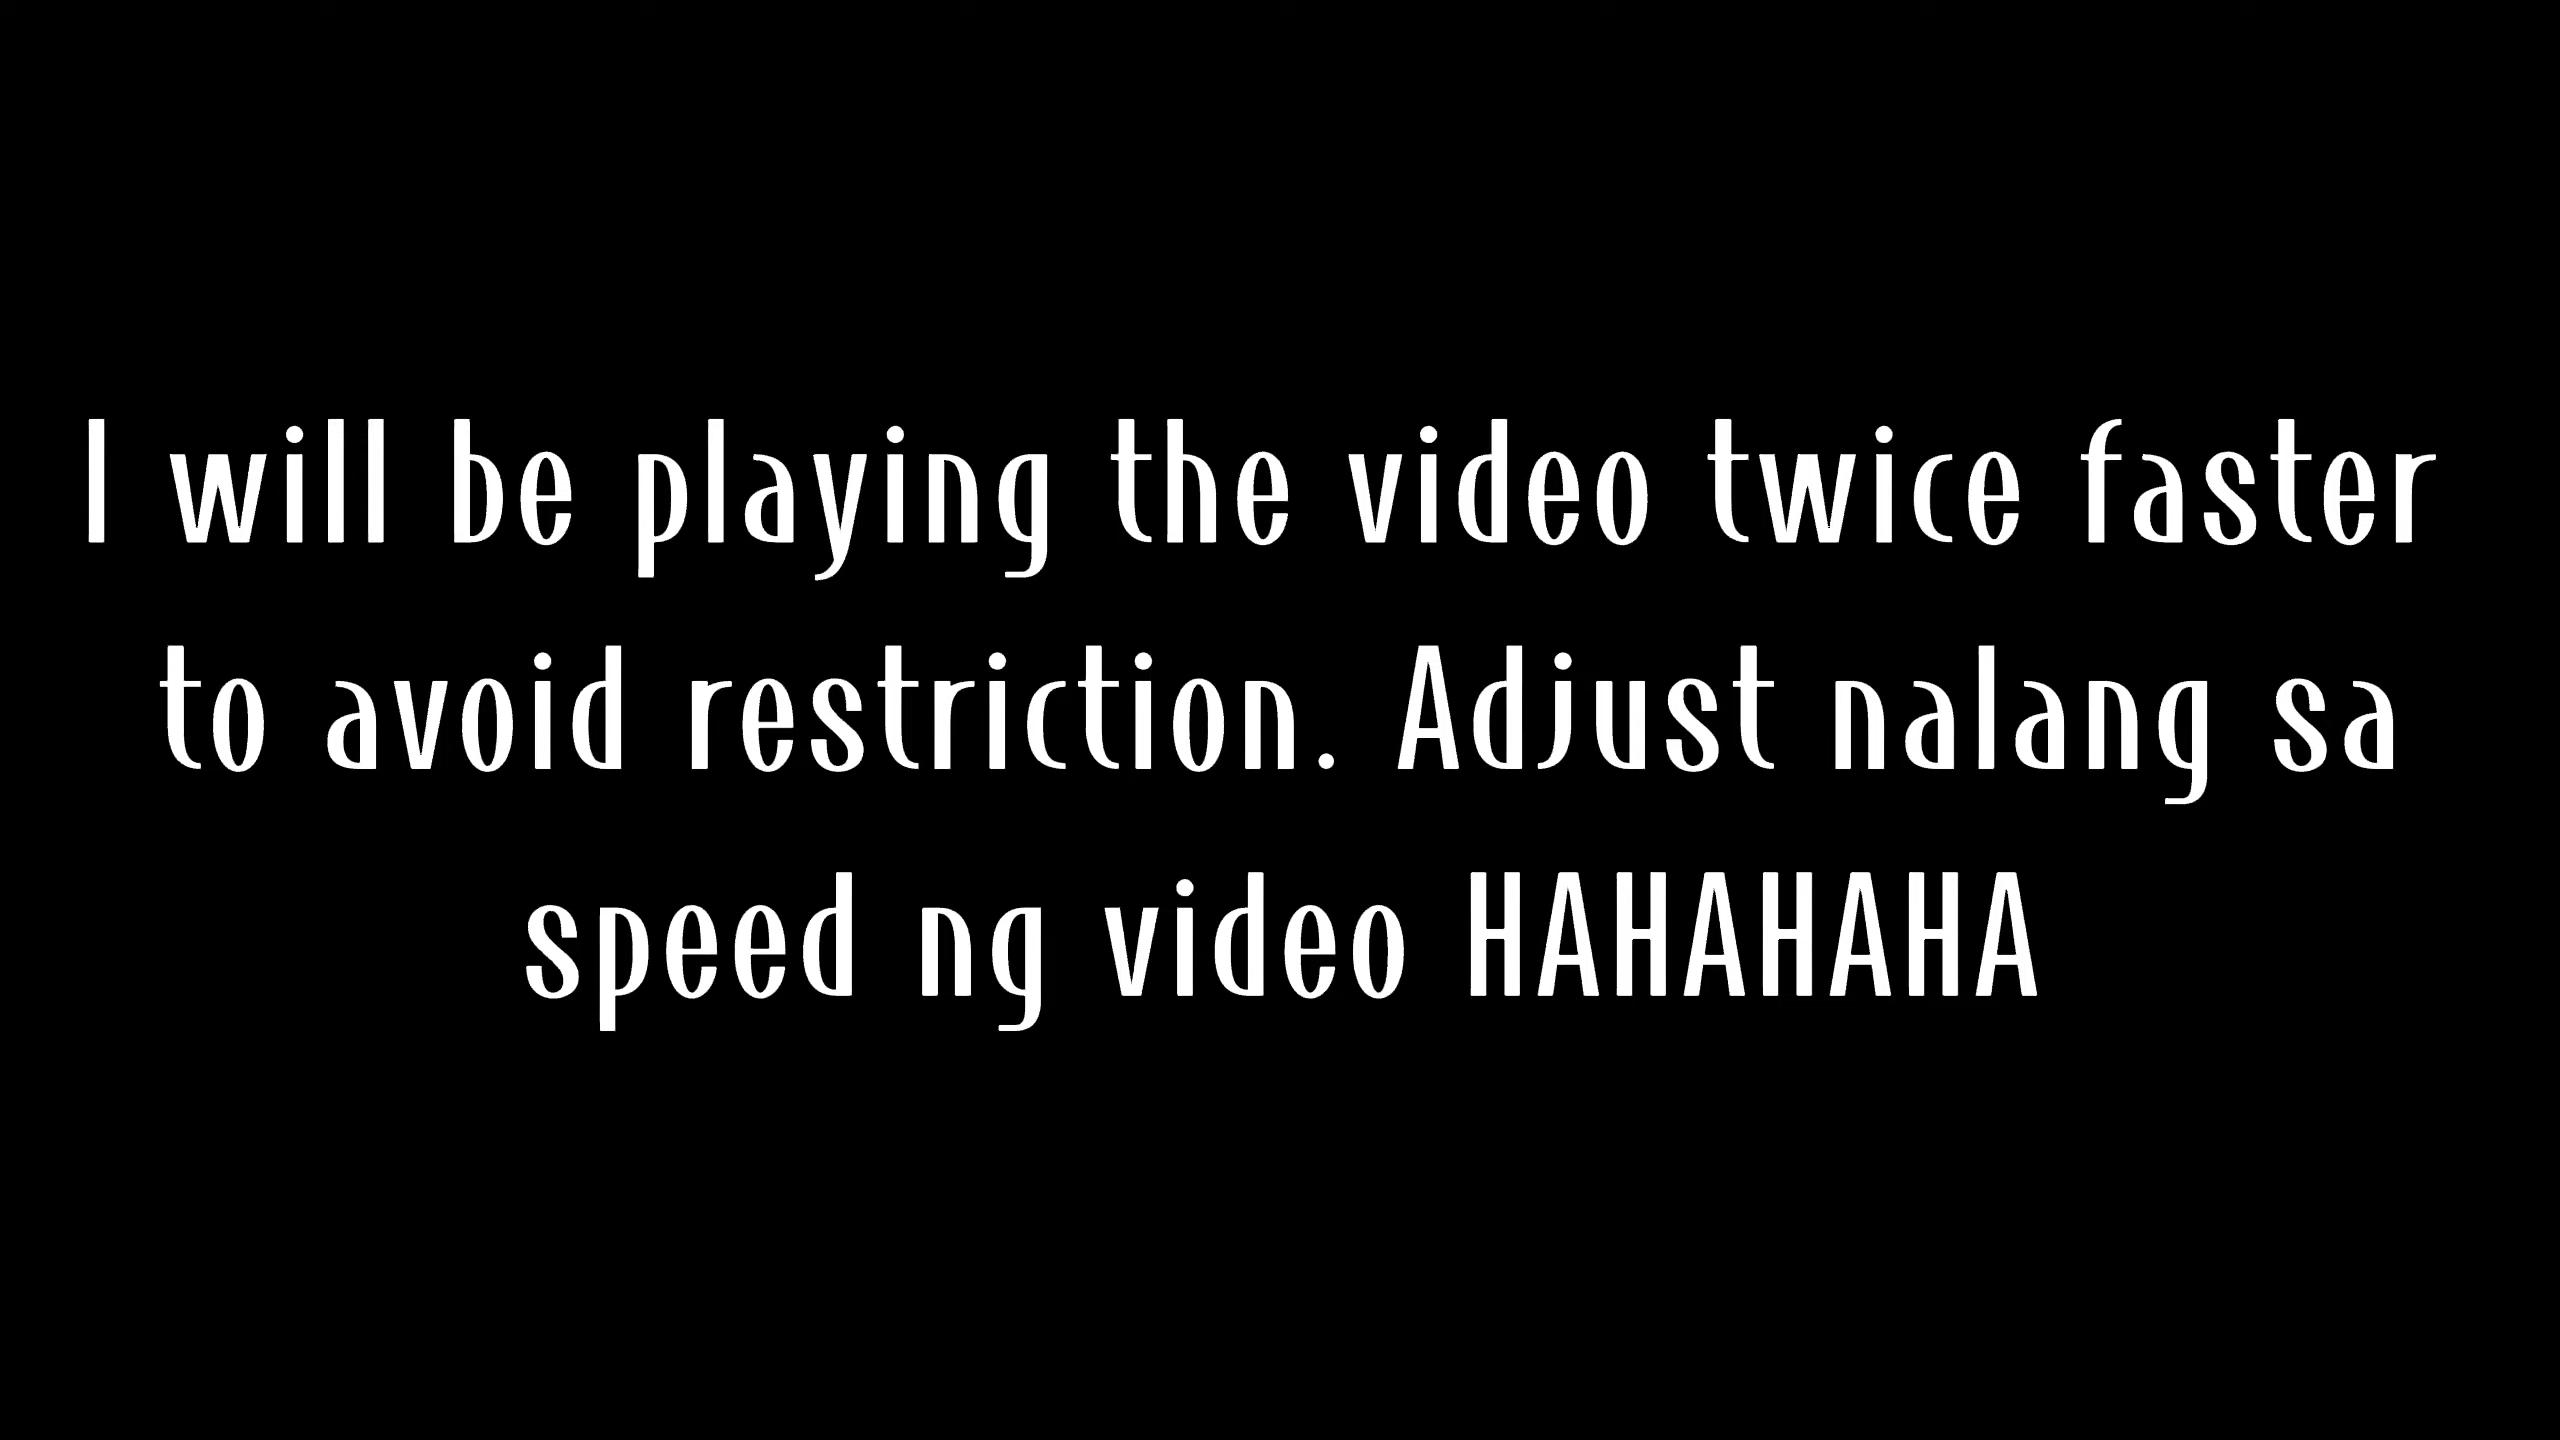 I will be playing the video twice faster
to avoid restriction. Adjust nalang sa
speed ng video HAHAHAHA